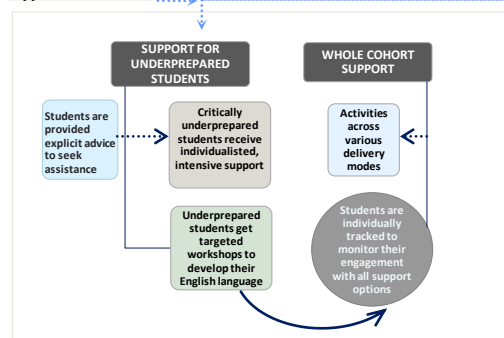 SUPPORT FOR
UNDERPREPARED
STUDENTS
WHOLE COHORT
SUPPORT
Students are
provided
explicit advice
to seek
assistance
Critically
underprepared
students receive
individualisted,
intensive support
Activities
across
various
delivery
modes
Underprepared
students get
targeted
workshops to
develop their
English language
Students are
individually
tracked to
monitor their
engagement
with all support
options